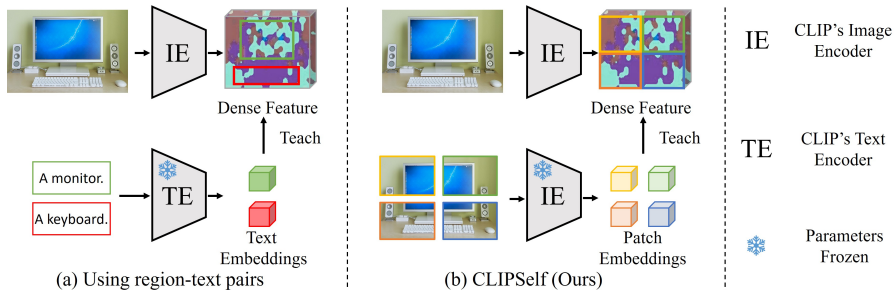 IE
Dense Feature
Teach
A monitor.
A keyboard.
TE
Text
Embeddings
(a) Using region-text pairs
IE
Dense Feature
Teach
IE
Patch
Embeddings
(b) CLIPSelf (Ours)
IE
CLIP's Image
Encoder
TE
CLIP's Text
Encoder
Parameters
Frozen